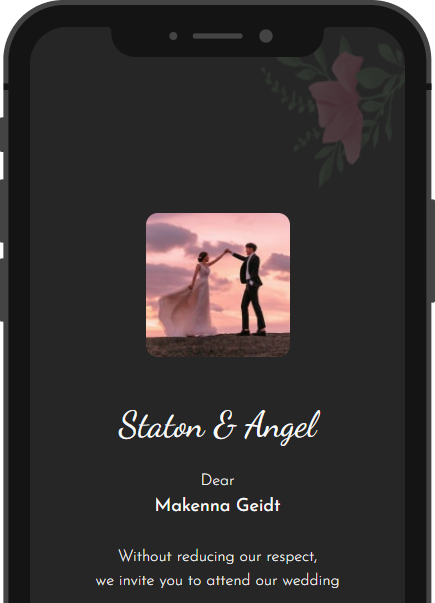 Staton & Angel
Dear
Makenna Geidt
Without reducing our respect,
we invite you to attend our wedding